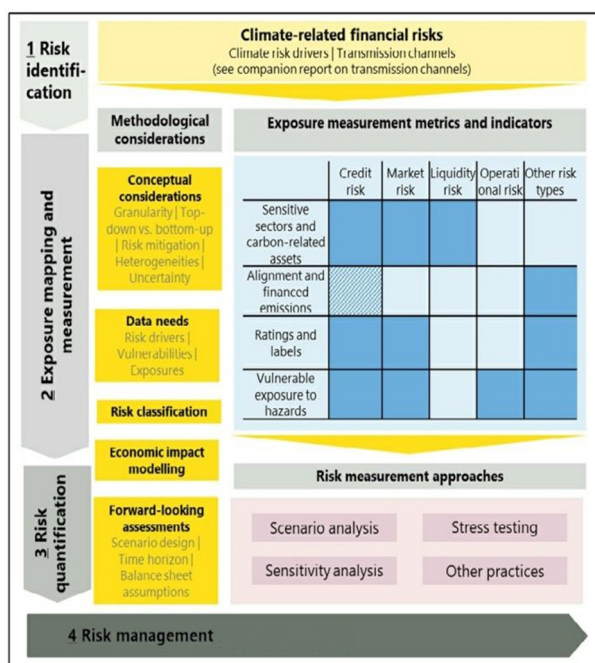 1 Risk
identifi-
cation
Climate-related financial risks
Climate risk drivers | Transmission channels
(see companion report on transmission channels)
2 Exposure mapping and
measurement
Methodological
considerations
Conceptual
considerations
Granularity | Top-
down vs. bottom-up
| Risk mitigation |
Heterogeneities |
Uncertainty
Data needs
Risk drivers |
Vulnerabilities |
Exposures
Risk classification
Economic impact
modelling
Forward-looking
assessments
Scenario design |
Time horizon |
Balance sheet
assumptions
Exposure measurement metrics and indicators
Credit
risk
Market
risk
Liquidity
risk
Operati
onal risk
Other risk
types
Sensitive
sectors and
carbon-related
assets
Alignment and
financed
emissions
Ratings and
labels
Vulnerable
exposure to
hazards
3 Risk
quantification
Risk measurement approaches
Scenario analysis
Stress testing
Sensitivity analysis
Other practices
4 Risk management